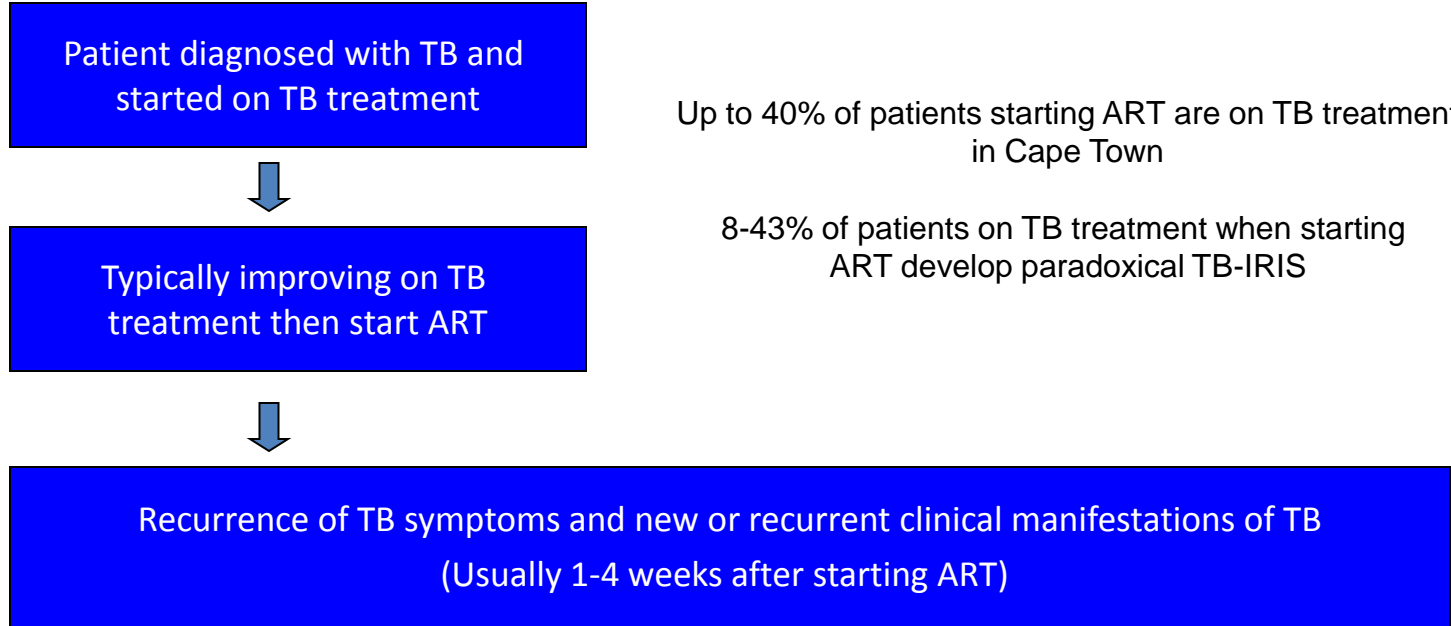 Patient diagnosed with TB and
started on TB treatment
Up to 40% of patients starting ART are on TB treatment
in Cape Town
8-43% of patients on TB treatment when starting
ART develop paradoxical TB-IRIS
Typically improving on TB
treatment then start ART
Recurrence of TB symptoms and new or recurrent clinical manifestations of TB
(Usually 1-4 weeks after starting ART)